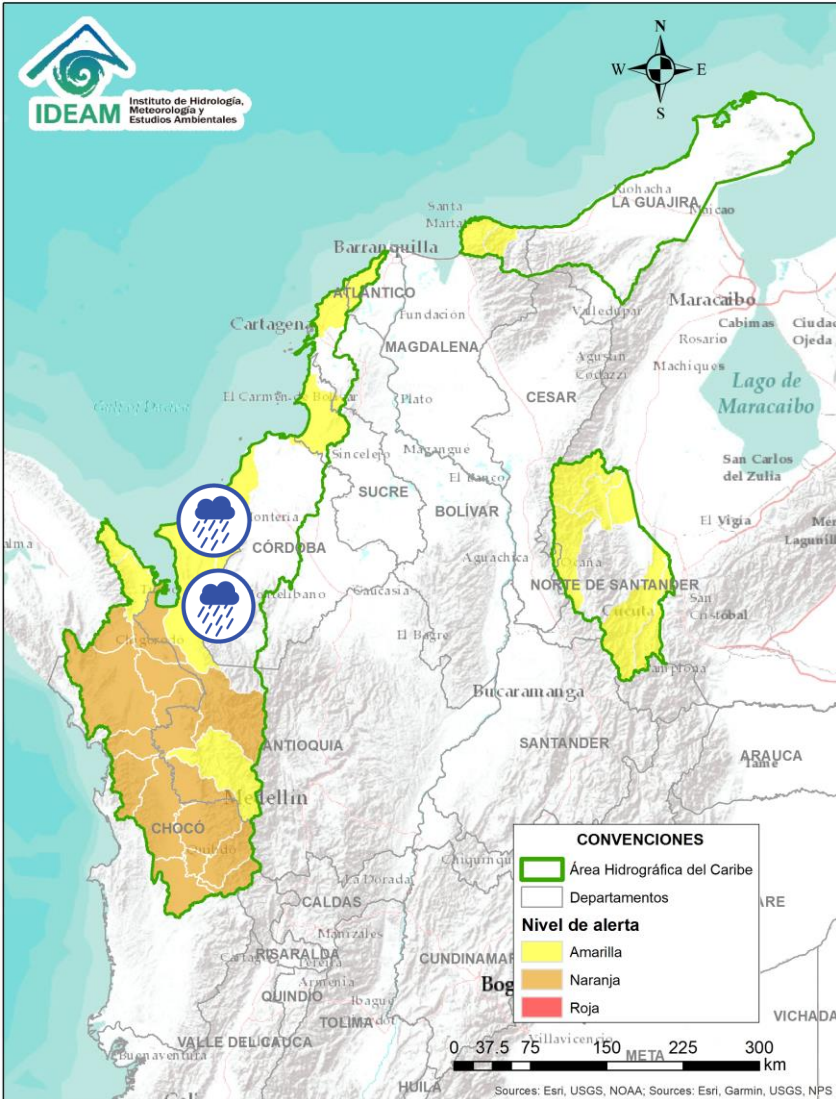 IDEAM
Instituto de Hidrología,
Meteorología y
Estudios Ambientales
N
W
E
S
Riohacha
LA GUAJIRA
Maicao
Santa
Marta
Barranquilla
ATLÁNTICO
Maracaibo
Cabimas
Ciudad
Ojeda
Rosario
Machiques
Valledupar
Fundación
Cartagena
MAGDALENA
Agustín
Codazzi
CESAR
Lago de
Maracaibo
El Carmen de Bolívar
Plato
Sincelejo
Magangué
San Carlos
del Zulia
El Banco
SUCRE
BOLÍVAR
El Vigía
Montería
CÓRDOBA
Aguachica
Ocaña
NORTE DE SANTANDER
Caucasia
San
Cristóbal
Cúcuta
El Bagre
Pamplona
Bucaramanga
SANTANDER
ARAUCA
Tame
ANTIOQUIA
Medellín
CHOCÓ
Quibdó
La Dorada
CALDAS
Manizales
RISARALDA
Pereira
Armenia
QUINDÍO
Ibagué
TOLIMA
VALLE DEL CAUCA
Buenaventura
Villavicencio
META
VICHADA
HUILA
CONVENCIONES
Área Hidrográfica del Caribe
Departamentos
Nivel de alerta
Amarilla
Naranja
Roja
0 37.5 75 150 225 300
km
Sources: Esri, USGS, NOAA; Sources: Esri, Garmin, USGS, NPS